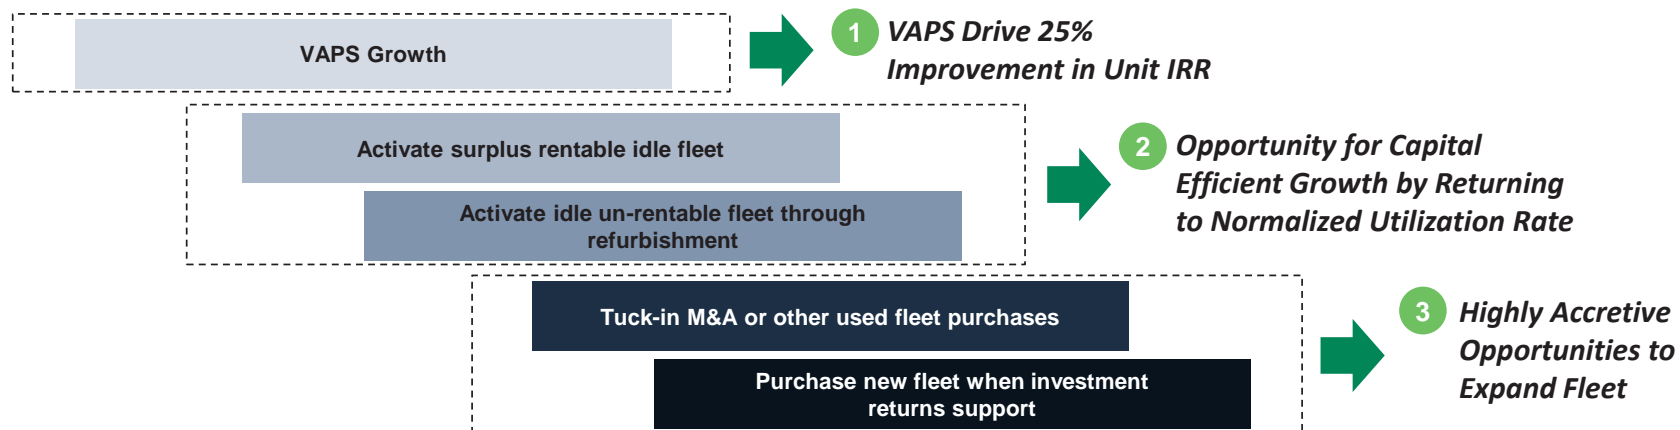 VAPS Growth
1
VAPS Drive 25%
Improvement in Unit IRR
Activate surplus rentable idle fleet
Activate idle un-rentable fleet through
refurbishment
2
Opportunity for Capital
Efficient Growth by Returning
to Normalized Utilization Rate
Tuck-in M&A or other used fleet purchases
Purchase new fleet when investment
returns support
3
Highly Accretive
Opportunities to
Expand Fleet